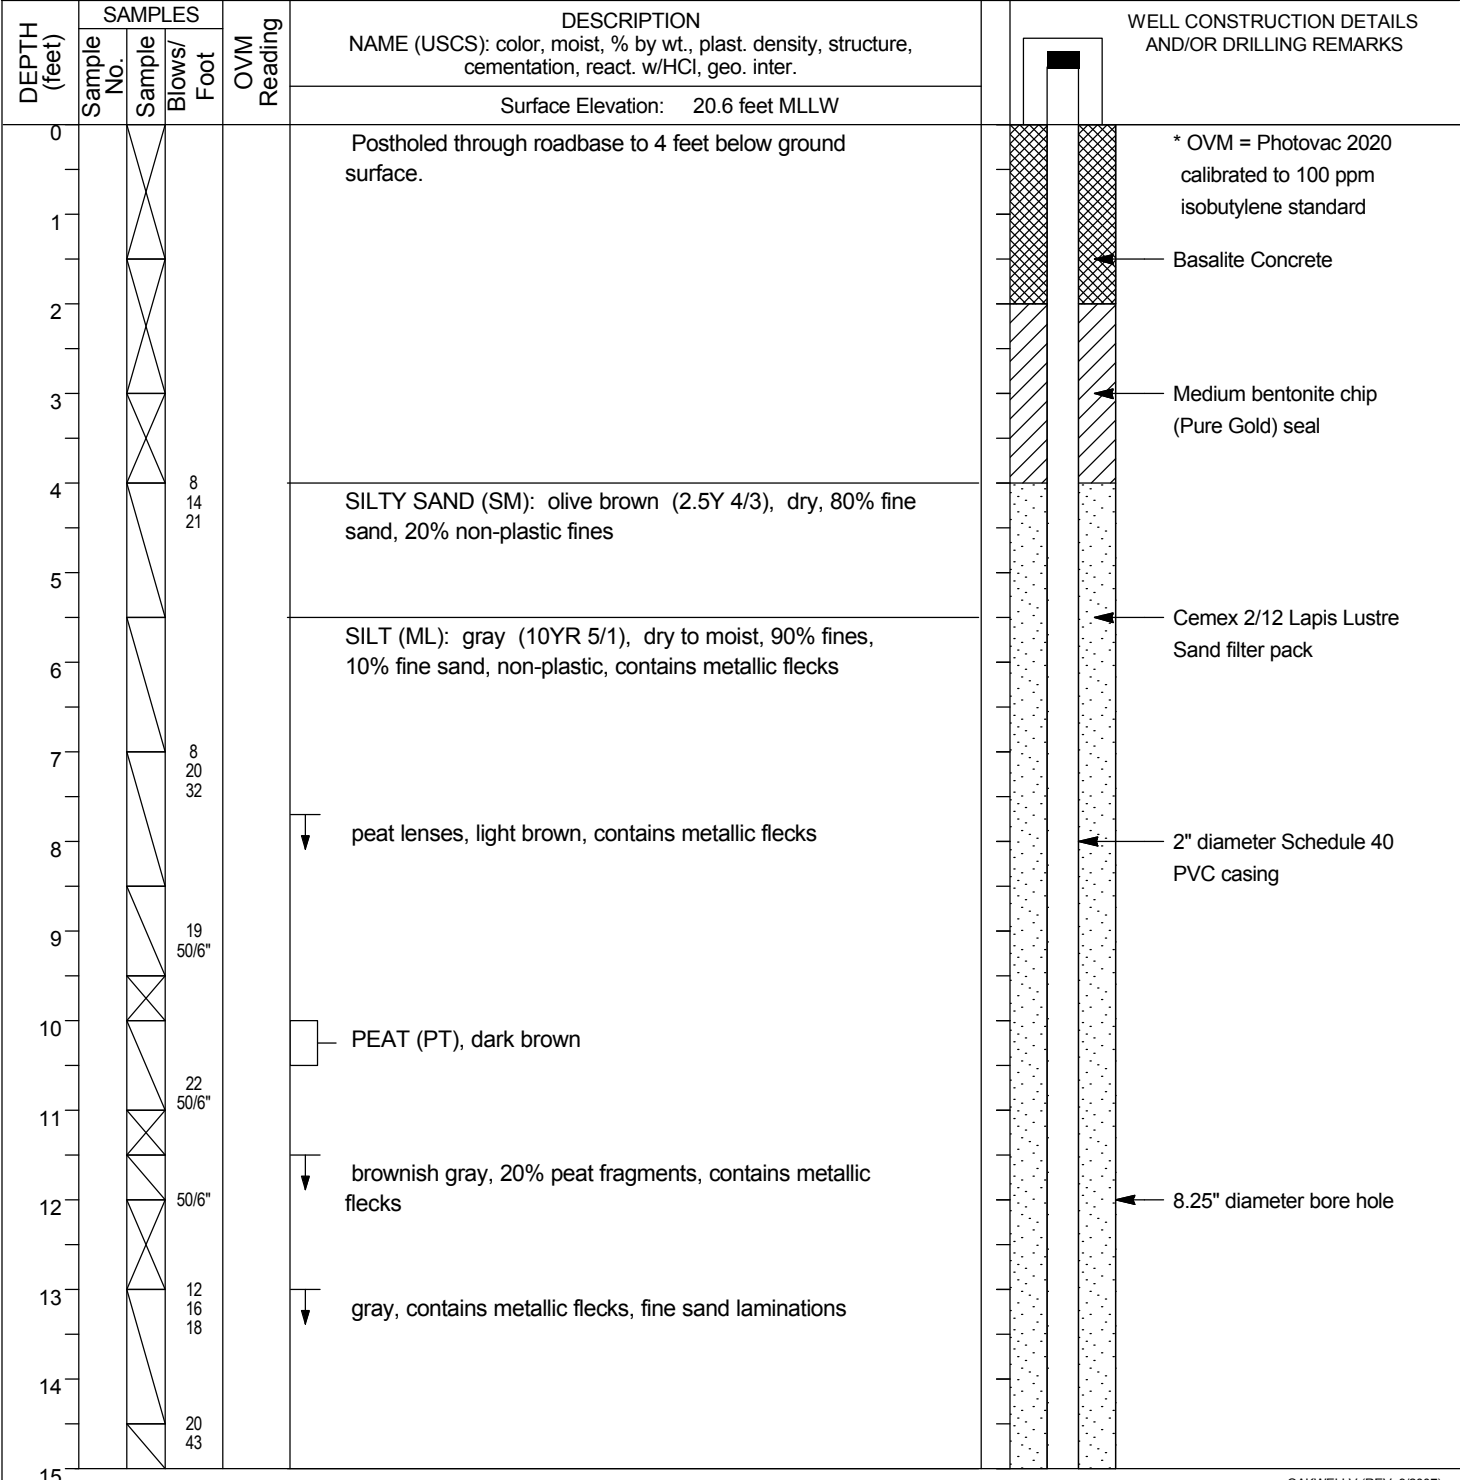 DEPTH
(feet)
SAMPLES
Sample
No.
Sample
Blows/
Foot
OVM
Reading
DESCRIPTION
NAME (USCS): color, moist, % by wt., plast. density, structure,
cementation, react. w/HCl, geo. inter.
Surface Elevation: 20.6 feet MLLW
WELL CONSTRUCTION DETAILS
AND/OR DRILLING REMARKS
0
Postholed through roadbase to 4 feet below ground
surface.
* OVM = Photovac 2020
calibrated to 100 ppm
isobutylene standard
1
Basalite Concrete
2
3
Medium bentonite chip
(Pure Gold) seal
4
8
14
21
SILTY SAND (SM): olive brown (2.5Y 4/3), dry, 80% fine
sand, 20% non-plastic fines
5
SILT (ML): gray (10YR 5/1), dry to moist, 90% fines,
10% fine sand, non-plastic, contains metallic flecks
Cemex 2/12 Lapis Lustre
Sand filter pack
6
7
8
20
32
peat lenses, light brown, contains metallic flecks
8
2" diameter Schedule 40
PVC casing
9
19
50/6"
10
PEAT (PT), dark brown
22
50/6"
11
brownish gray, 20% peat fragments, contains metallic
flecks
12
50/6"
8.25" diameter bore hole
13
12
16
18
gray, contains metallic flecks, fine sand laminations
14
20
43
15